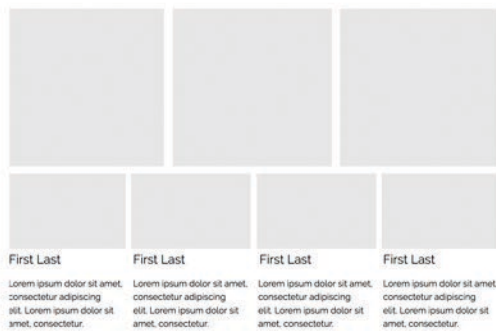 First Last
Lorem ipsum dolor sit amet,
consectetur adipiscing
elit. Lorem ipsum dolor sit
amet, consectetur.
First Last
Lorem ipsum dolor sit amet,
consectetur adipiscing
elit. Lorem ipsum dolor sit
amet, consectetur.
First Last
Lorem ipsum dolor sit amet,
consectetur adipiscing
elit. Lorem ipsum dolor sit
amet, consectetur.
First Last
Lorem ipsum dolor sit amet
consectetur adipiscing
elit. Lorem ipsum dolor sit
amet, consectetur.